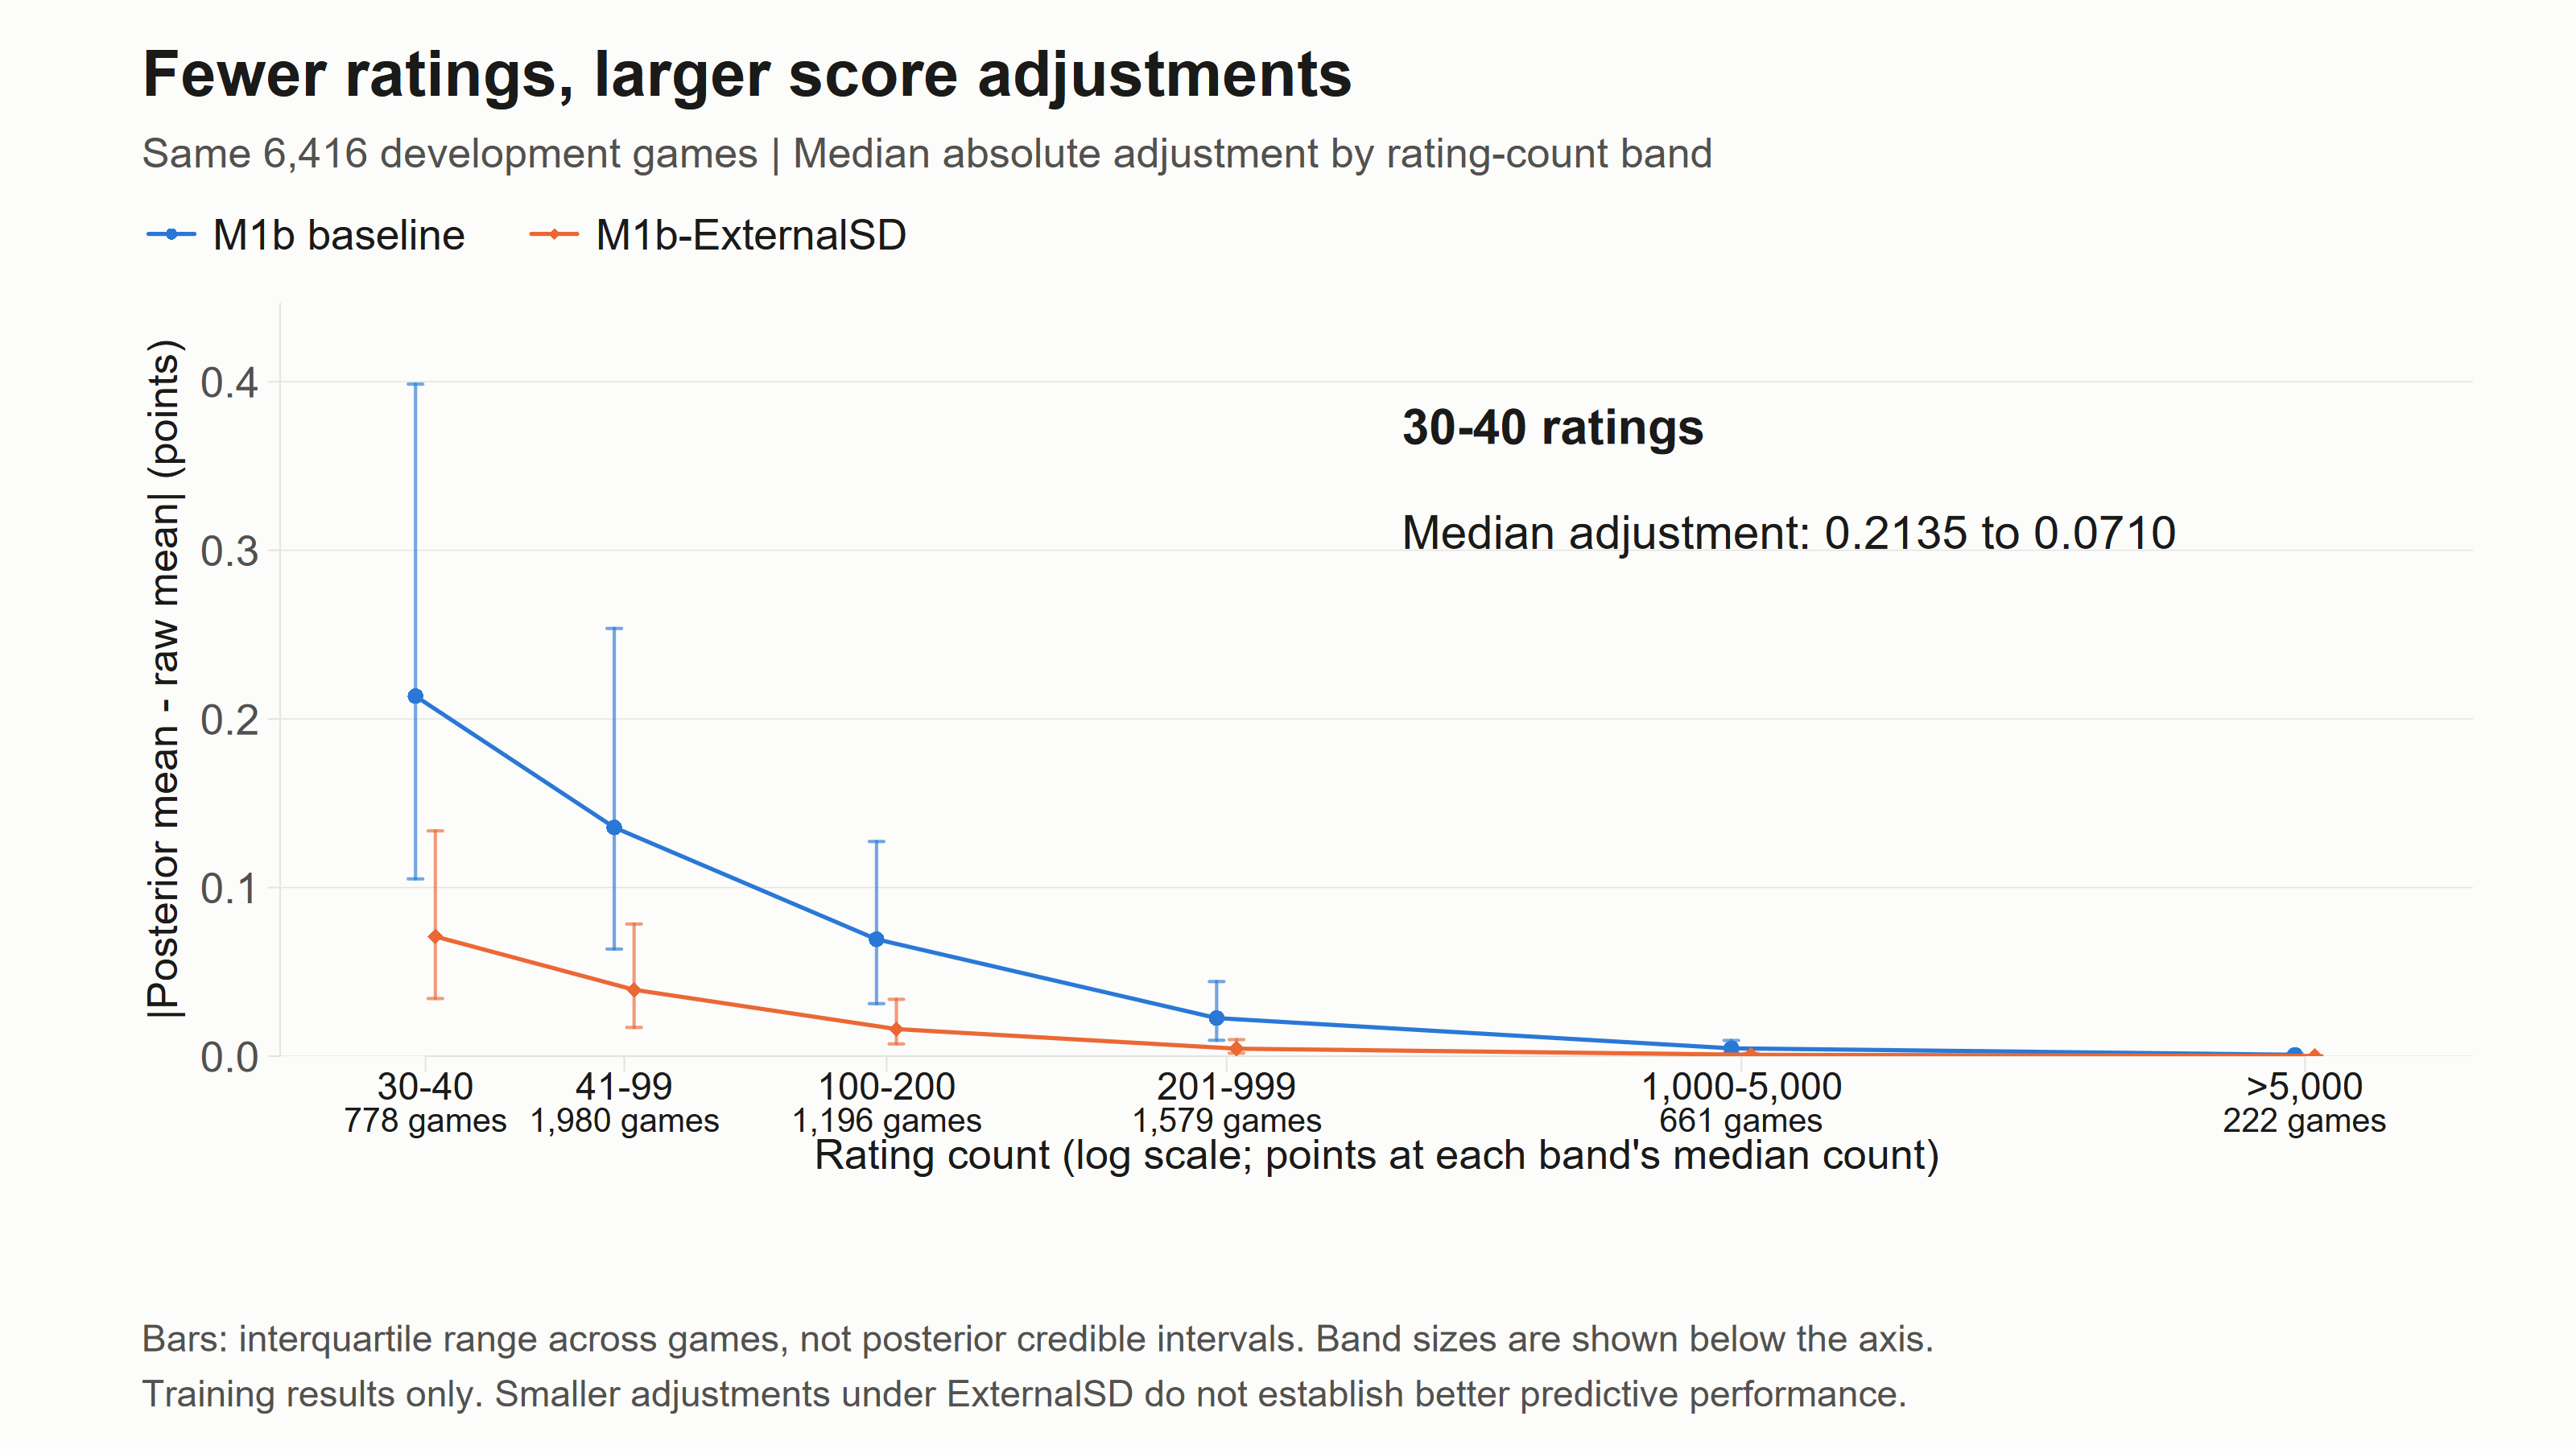 Fewer ratings, larger score adjustments
Same 6,416 development games | Median absolute adjustment by rating-count band
M1b baseline
M1b-ExternalSD
|Posterior mean - raw mean| (points)
0.4
0.3
0.2
0.1
0.0
30-40 ratings
Median adjustment: 0.2135 to 0.0710
30-40
41-99
100-200
201-999
1,000-5,000
>5,000
778 games
1,980 games
1,196 games
1,579 games
661 games
222 games
Rating count (log scale; points at each band's median count)
Bars: interquartile range across games, not posterior credible intervals. Band sizes are shown below the axis.
Training results only. Smaller adjustments under ExternalSD do not establish better predictive performance.